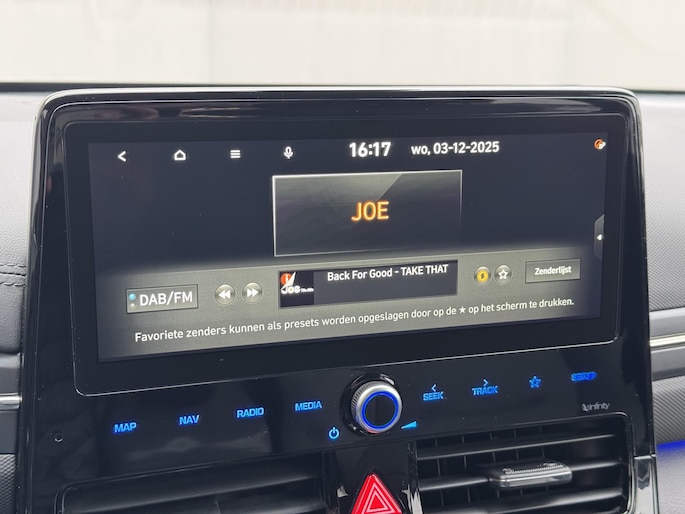 16:17 wo, 03-12-2025
JOE
Back For Good - TAKE THAT
JOE
DAB/FM
Zenderlijst
Favoriete zenders kunnen als presets worden opgeslagen door op de ★ op het scherm te drukken.
MAP NAV RADIO MEDIA SEEK TRACK
infinity